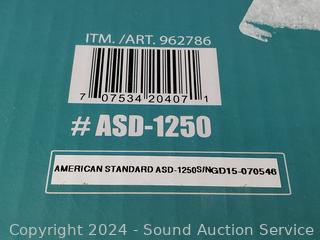 ITM. /ART. 962786
7 07534 20407 1
# ASD-1250
AMERICAN STANDARD ASD-1250S/NGD15-070546
Copyright 2024 - Sound Auction Service